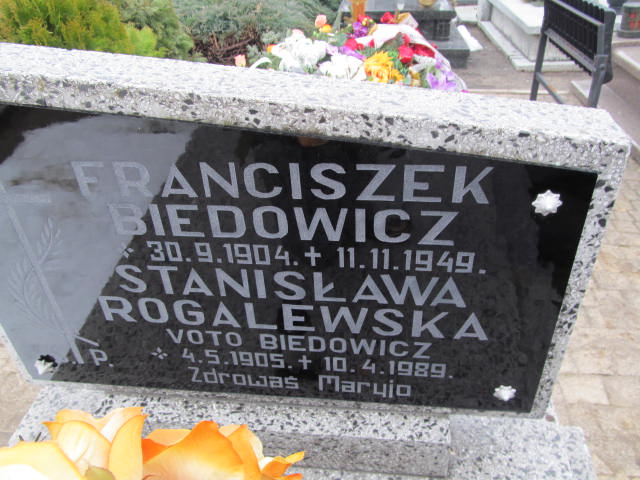 FRANCISZEK
BIEDOWICZ
* 30.9.1904. + 11.11.1949.
STANISŁAWA
ROGALEWSKA
VOTO BIEDOWICZ
* 4.5.1905. + 10.4.1989.
Zdrowaś Maryjo